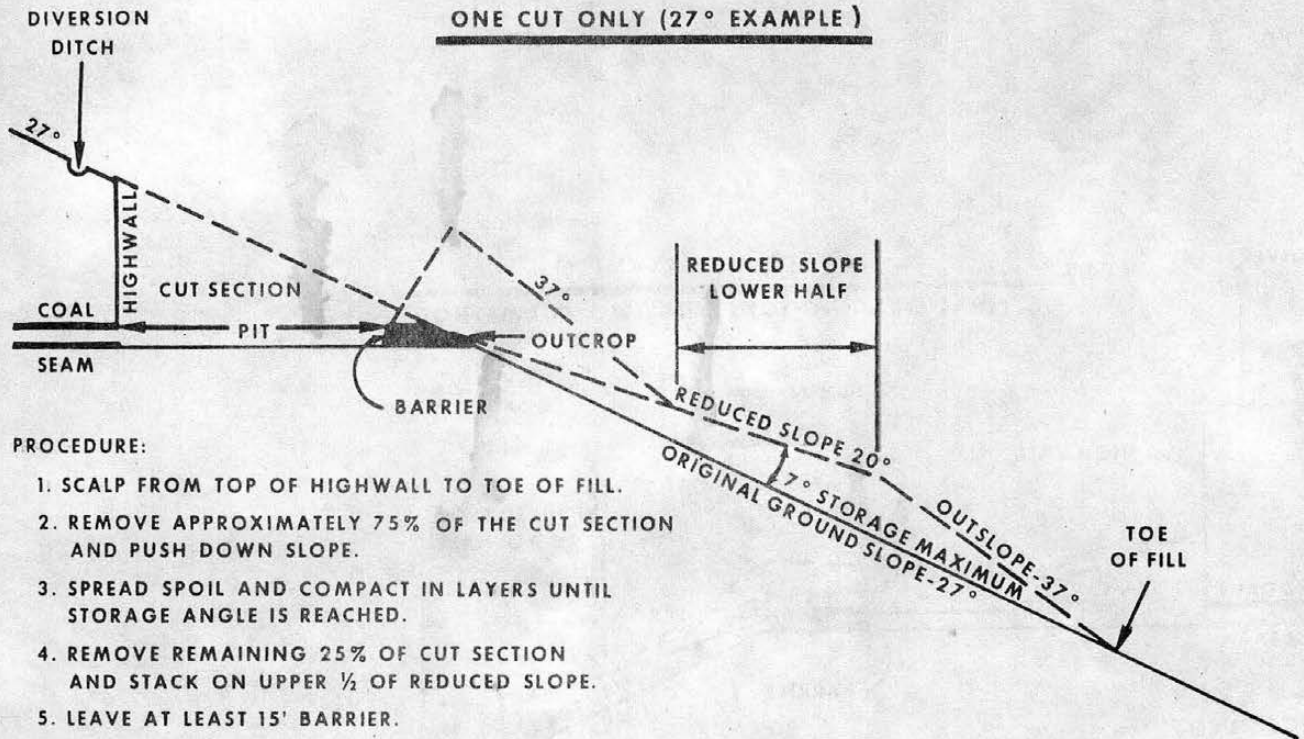 ONE CUT ONLY (27° EXAMPLE)
DIVERSION
DITCH
27°
HIGHWALL
CUT SECTION
COAL
PIT
SEAM
BARRIER
OUTCROP
37°
REDUCED SLOPE
LOWER HALF
REDUCED SLOPE 20°
7° STORAGE MAXIMUM
ORIGINAL GROUND SLOPE-27°
OUTSLOPE-37°
TOE
OF FILL
PROCEDURE:
1. SCALP FROM TOP OF HIGHWALL TO TOE OF FILL.
2. REMOVE APPROXIMATELY 75% OF THE CUT SECTION
AND PUSH DOWN SLOPE.
3. SPREAD SPOIL AND COMPACT IN LAYERS UNTIL
STORAGE ANGLE IS REACHED.
4. REMOVE REMAINING 25% OF CUT SECTION
AND STACK ON UPPER ½ OF REDUCED SLOPE.
5. LEAVE AT LEAST 15' BARRIER.